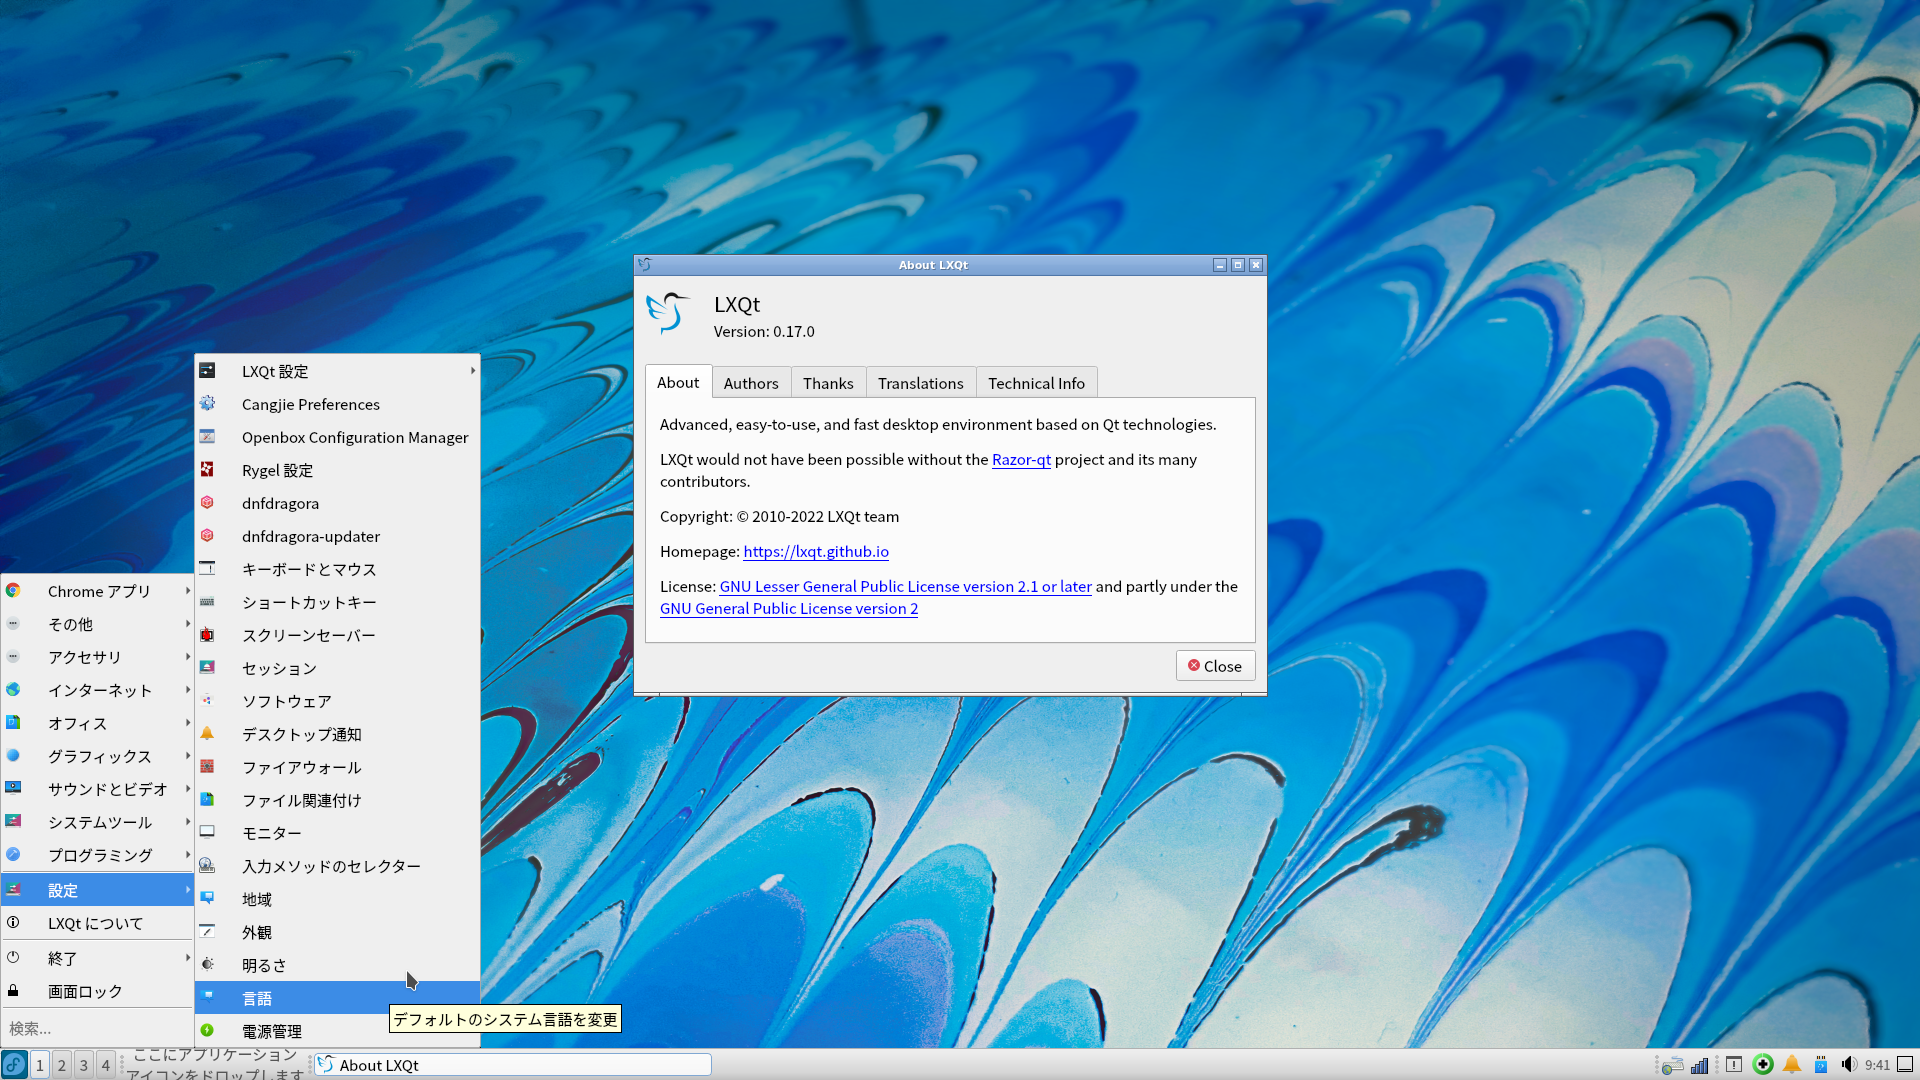 About LXQt
LXQt
Version: 0.17.0
About
Authors
Thanks
Translations
Technical Info
Advanced, easy-to-use, and fast desktop environment based on Qt technologies.
LXQt would not have been possible without the Razor-qt project and its many
contributors.
Copyright: © 2010-2022 LXQt team
Homepage: https://lxqt.github.io
License: GNU Lesser General Public License version 2.1 or later and partly under the
GNU General Public License version 2
Close
LXQt 設定
Cangjie Preferences
Openbox Configuration Manager
Rygel 設定
dnfdragora
dnfdragora-updater
キーボードとマウス
ショートカットキー
スクリーンセーバー
セッション
ソフトウェア
デスクトップ通知
ファイアウォール
ファイル関連付け
モニター
入力メソッドのセレクター
地域
外観
明るさ
言語
電源管理
デフォルトのシステム言語を変更
Chrome アプリ
その他
アクセサリ
インターネット
オフィス
グラフィックス
サウンドとビデオ
システムツール
プログラミング
設定
LXQt について
終了
画面ロック
検索...
1
2
3
4
ここにアプリケーション
アイコンをドロップします
About LXQt
9:41